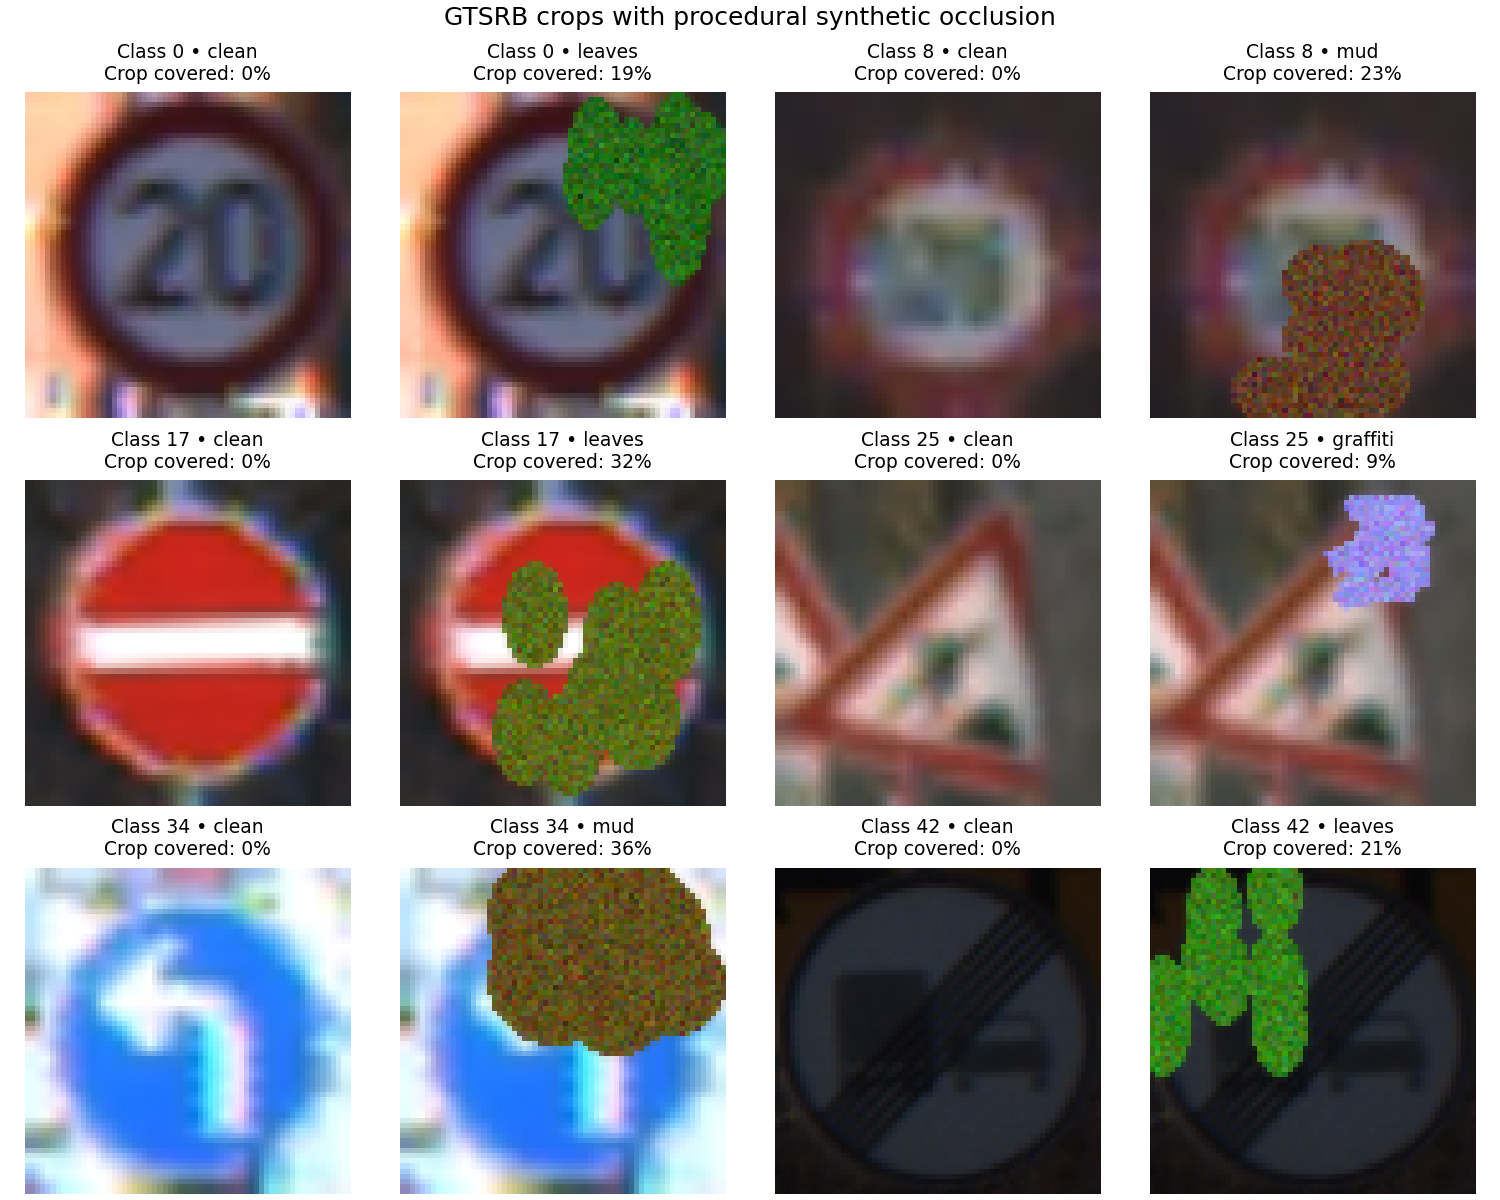 GTSRB crops with procedural synthetic occlusion
Class 0 • clean
Crop covered: 0%
Class 0 • leaves
Crop covered: 19%
Class 8 • clean
Crop covered: 0%
Class 8 • mud
Crop covered: 23%
20
20
Class 17 • clean
Crop covered: 0%
Class 17 • leaves
Crop covered: 32%
Class 25 • clean
Crop covered: 0%
Class 25 • graffiti
Crop covered: 9%
Class 34 • clean
Crop covered: 0%
Class 34 • mud
Crop covered: 36%
Class 42 • clean
Crop covered: 0%
Class 42 • leaves
Crop covered: 21%